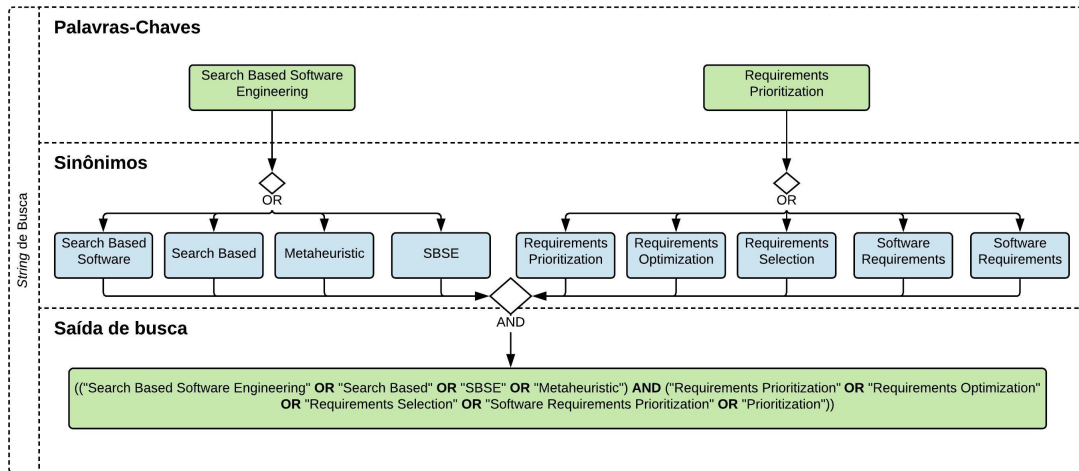 String de Busca
Palavras-Chaves
Search Based Software
Engineering
Requirements
Prioritization
Sinônimos
OR
OR
Search Based
Software
Search Based
Metaheuristic
SBSE
Requirements
Prioritization
Requirements
Optimization
Requirements
Selection
Software
Requirements
Software
Requirements
AND
Saída de busca
(("Search Based Software Engineering" OR "Search Based" OR "SBSE" OR "Metaheuristic") AND ("Requirements Prioritization" OR "Requirements Optimization"
OR "Requirements Selection" OR "Software Requirements Prioritization" OR "Prioritization"))